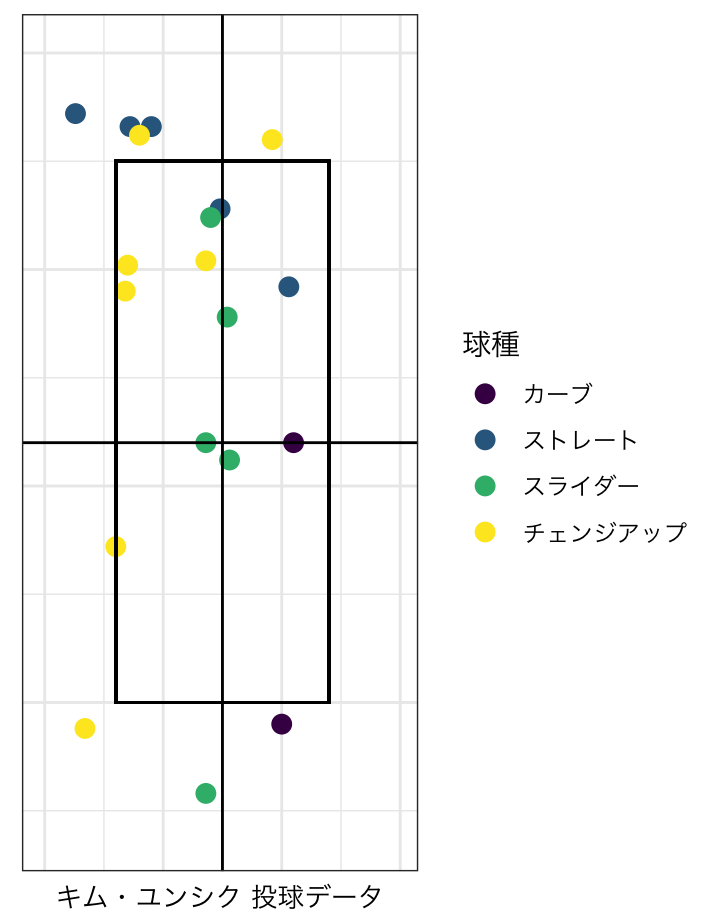 球種
カーブ
ストレート
スライダー
チェンジアップ
キム・ユンシク 投球データ